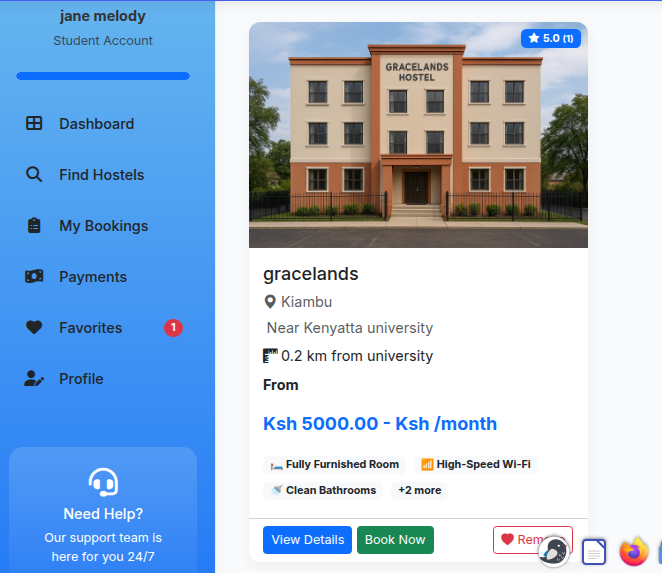 jane melody
Student Account
Dashboard
Find Hostels
My Bookings
Payments
Favorites 1
Profile
Need Help?
Our support team is
here for you 24/7
5.0 (1)
GRACELANDS
HOSTEL
gracelands
Kiambu
Near Kenyatta university
0.2 km from university
From
Ksh 5000.00 - Ksh /month
🛏️ Fully Furnished Room 📶 High-Speed Wi-Fi
🚿 Clean Bathrooms +2 more
View Details Book Now